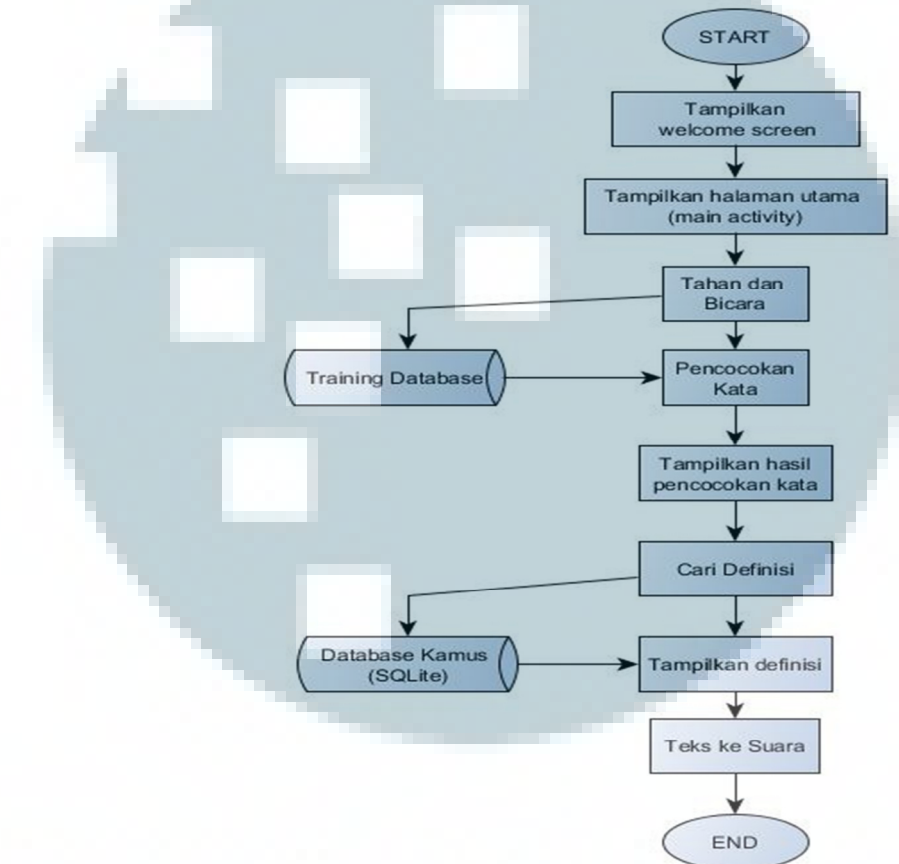 START
Tampilkan
welcome screen
Tampilkan halaman utama
(main activity)
Tahan dan
Bicara
Training Database
Pencocokan
Kata
Tampilkan hasil
pencocokan kata
Cari Definisi
Database Kamus
(SQLite)
Tampilkan definisi
Teks ke Suara
END